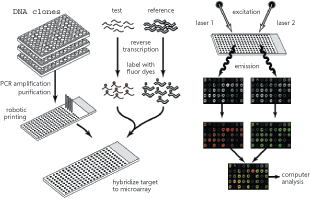 DNA clones
test
reference
excitation
laser 1
laser 2
reverse
transcription
emission
label with
fluor dyes
PCR amplification
purification
robotic
printing
hybridize target
to microarray
computer
analysis